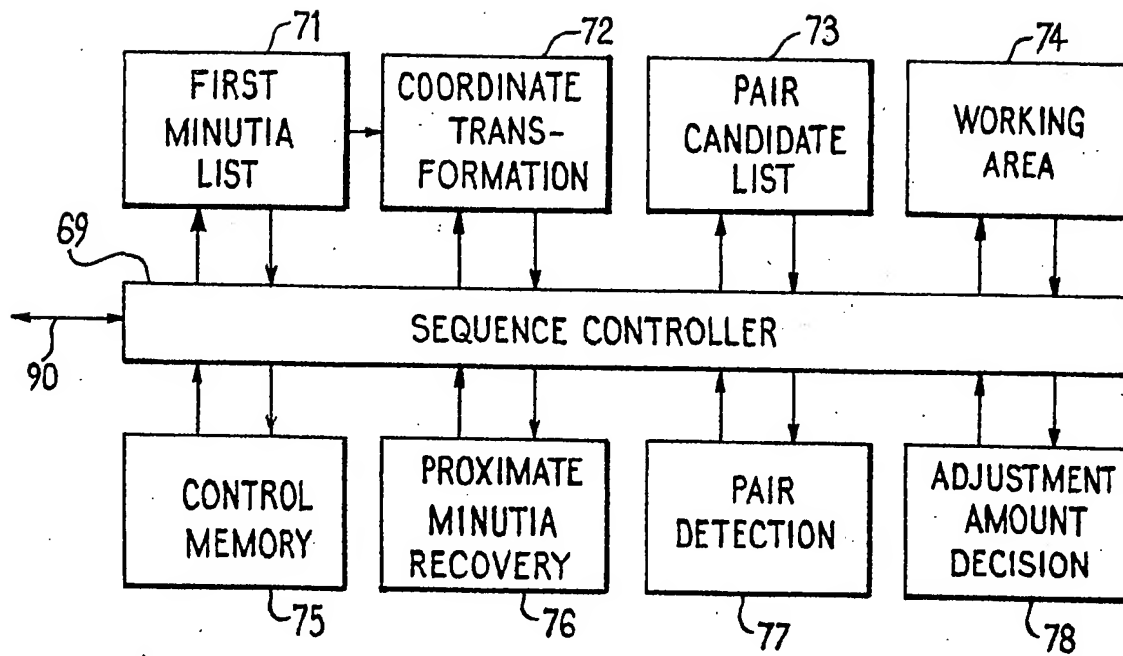 71
72
73
74
FIRST
MINUTIA
LIST
COORDINATE
TRANS-
FORMATION
PAIR
CANDIDATE
LIST
WORKING
AREA
69
SEQUENCE CONTROLLER
90
CONTROL
MEMORY
PROXIMATE
MINUTIA
RECOVERY
PAIR
DETECTION
ADJUSTMENT
AMOUNT
DECISION
75
76
77
78